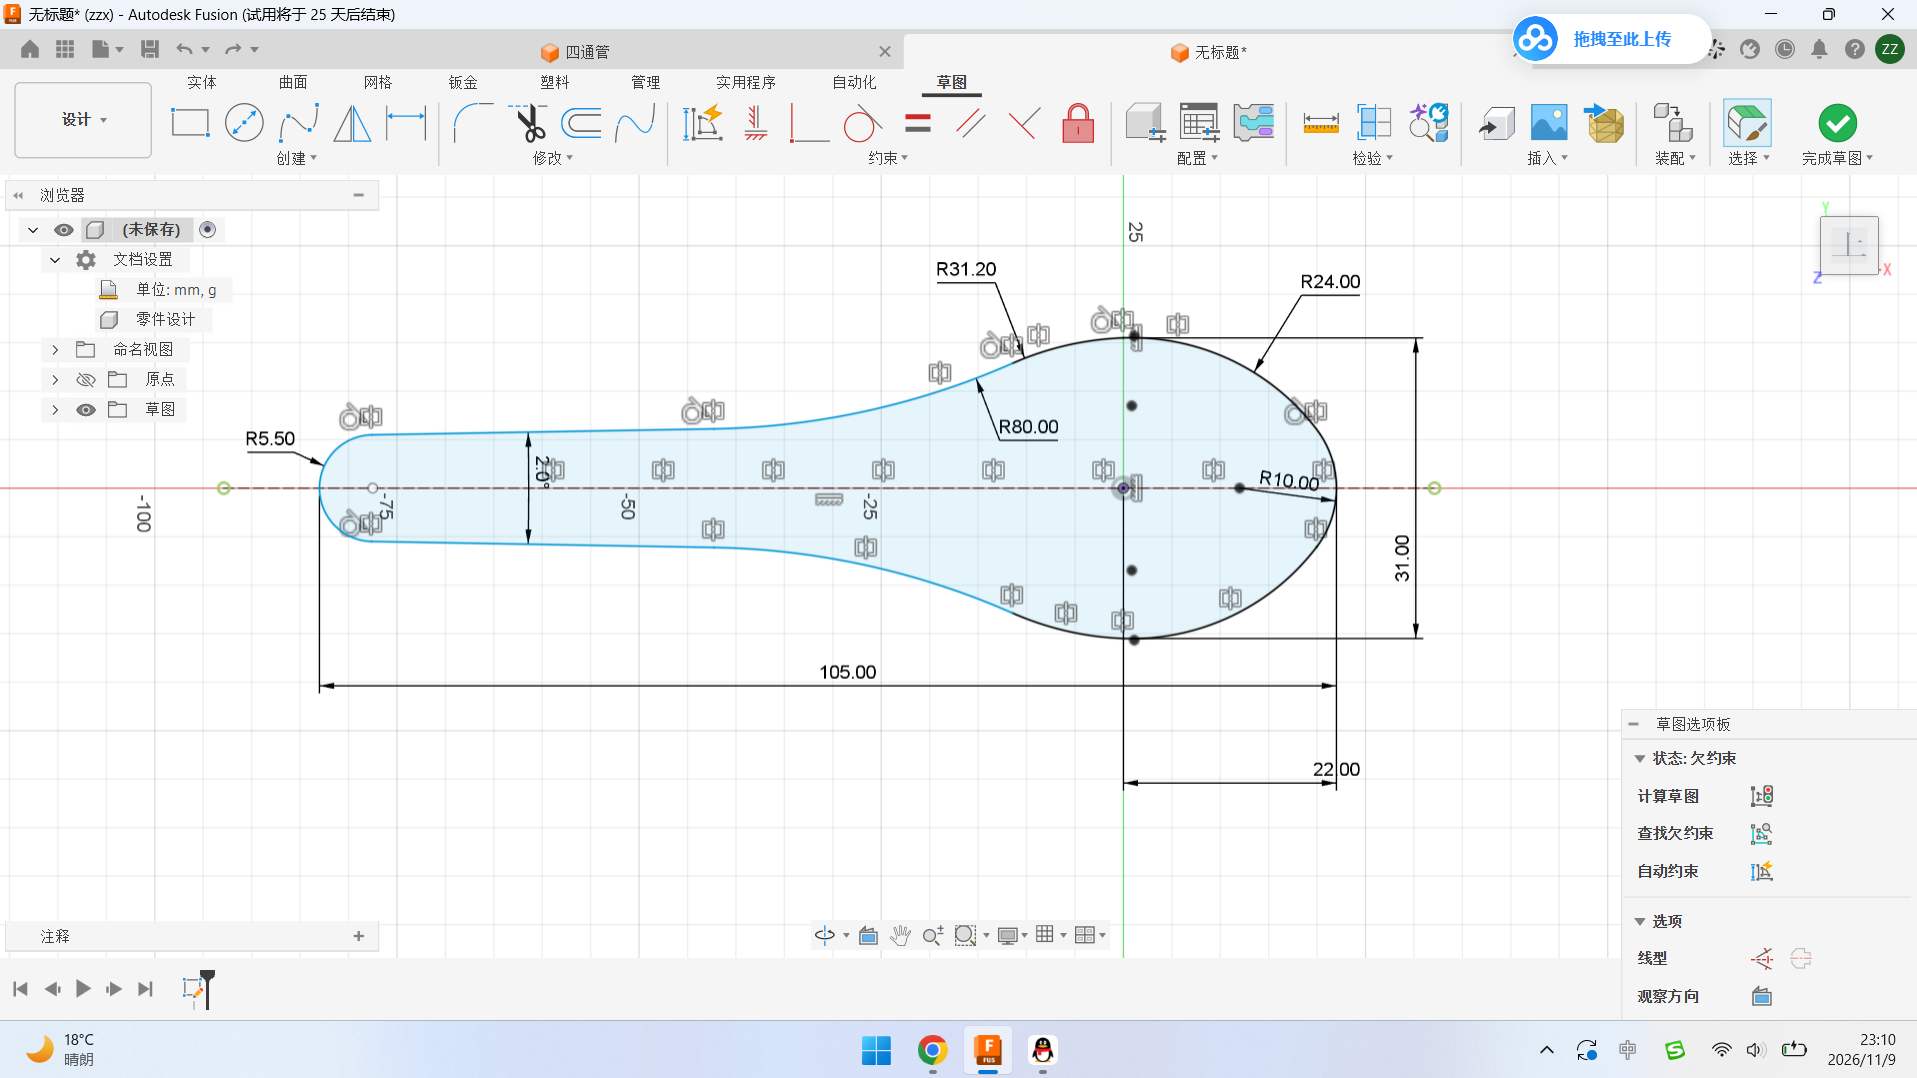 无标题* (zzx) - Autodesk Fusion (试用将于 25 天后结束)
拖拽至此上传
四通管
无标题*
ZZ
实体 曲面 网格 钣金 塑料 管理 实用程序 自动化 草图
设计
创建 修改 约束 配置 检验 插入 装配 选择 完成草图
浏览器
(未保存)
文档设置
单位: mm, g
零件设计
命名视图
原点
草图
25
Y
X
Z
R31.20
R24.00
R5.50
R80.00
2.0°
R10.00
-100
-75
-50
-25
31.00
105.00
22.00
草图选项板
状态: 欠约束
计算草图
查找欠约束
自动约束
选项
线型
观察方向
注释
18°C
晴朗
F
FUS
中
S
23:10
2026/11/9